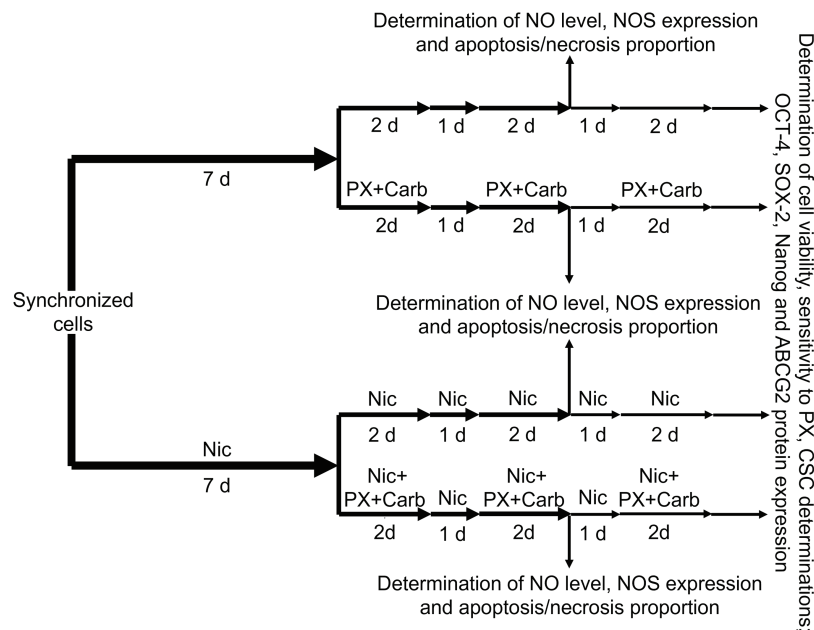 Determination of NO level, NOS expression
and apoptosis/necrosis proportion
2 d 1 d 2 d 1 d 2 d
7 d
PX+Carb PX+Carb PX+Carb
2d 1 d 2d 1 d 2d
Synchronized
cells
Determination of NO level, NOS expression
and apoptosis/necrosis proportion
Nic Nic Nic Nic Nic
2 d 1 d 2 d 1 d 2 d
Nic
7 d
Nic+ Nic+ Nic+
PX+Carb Nic PX+Carb Nic PX+Carb
2d 1 d 2d 1 d 2d
Determination of NO level, NOS expression
and apoptosis/necrosis proportion
Determination of cell viability, sensitivity to PX, CSC determinations;
OCT-4, SOX-2, Nanog and ABCG2 protein expression